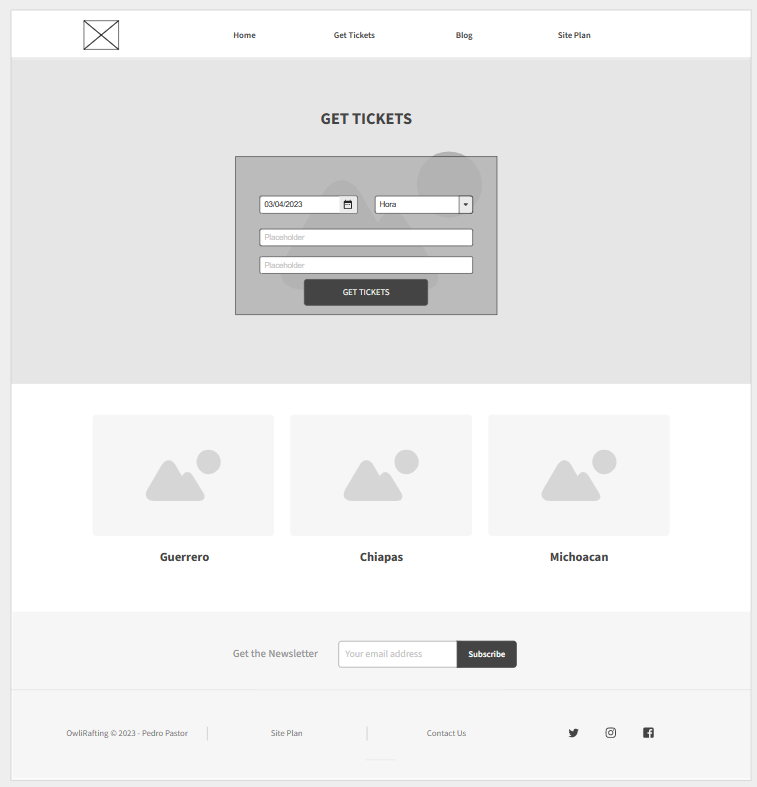 Home
Get Tickets
Blog
Site Plan
GET TICKETS
03/04/2023
Hora
Placeholder
Placeholder
GET TICKETS
Guerrero
Chiapas
Michoacan
Get the Newsletter
Your email address
Subscribe
OwliRafting © 2023 - Pedro Pastor
Site Plan
Contact Us